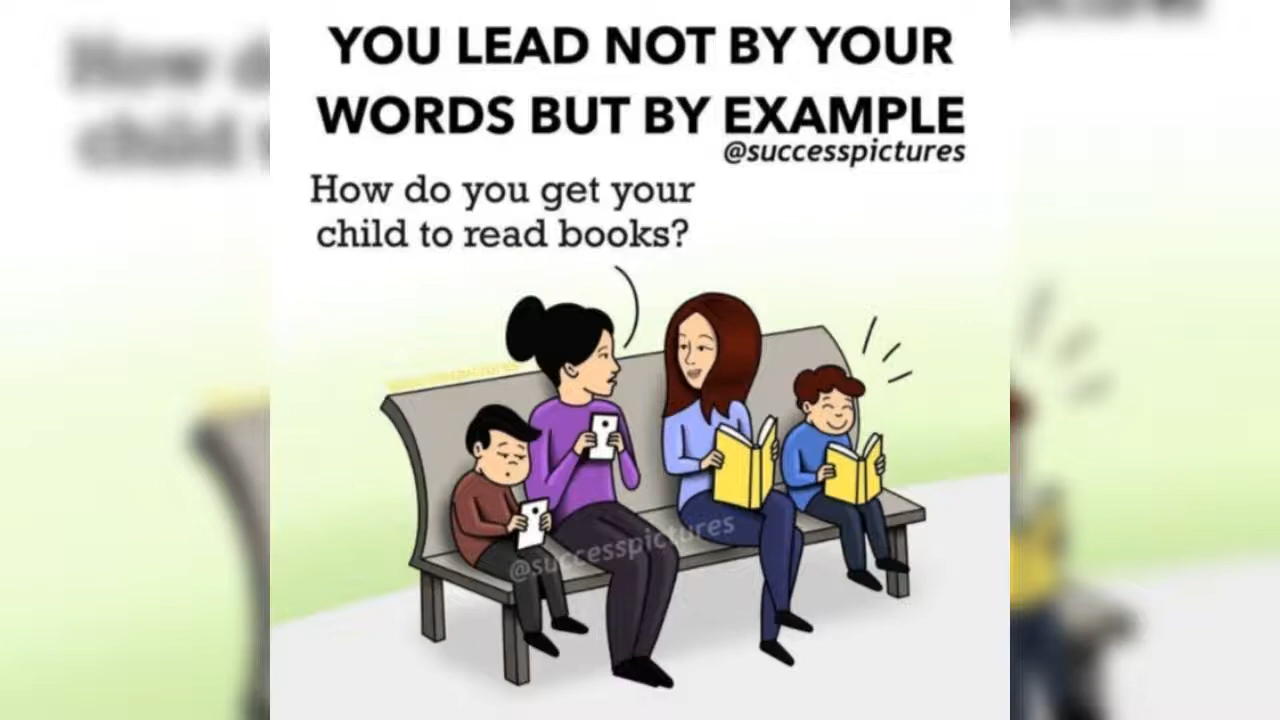 YOU LEAD NOT BY YOUR
WORDS BUT BY EXAMPLE
@successpictures
How do you get your
child to read books?
@successpictures